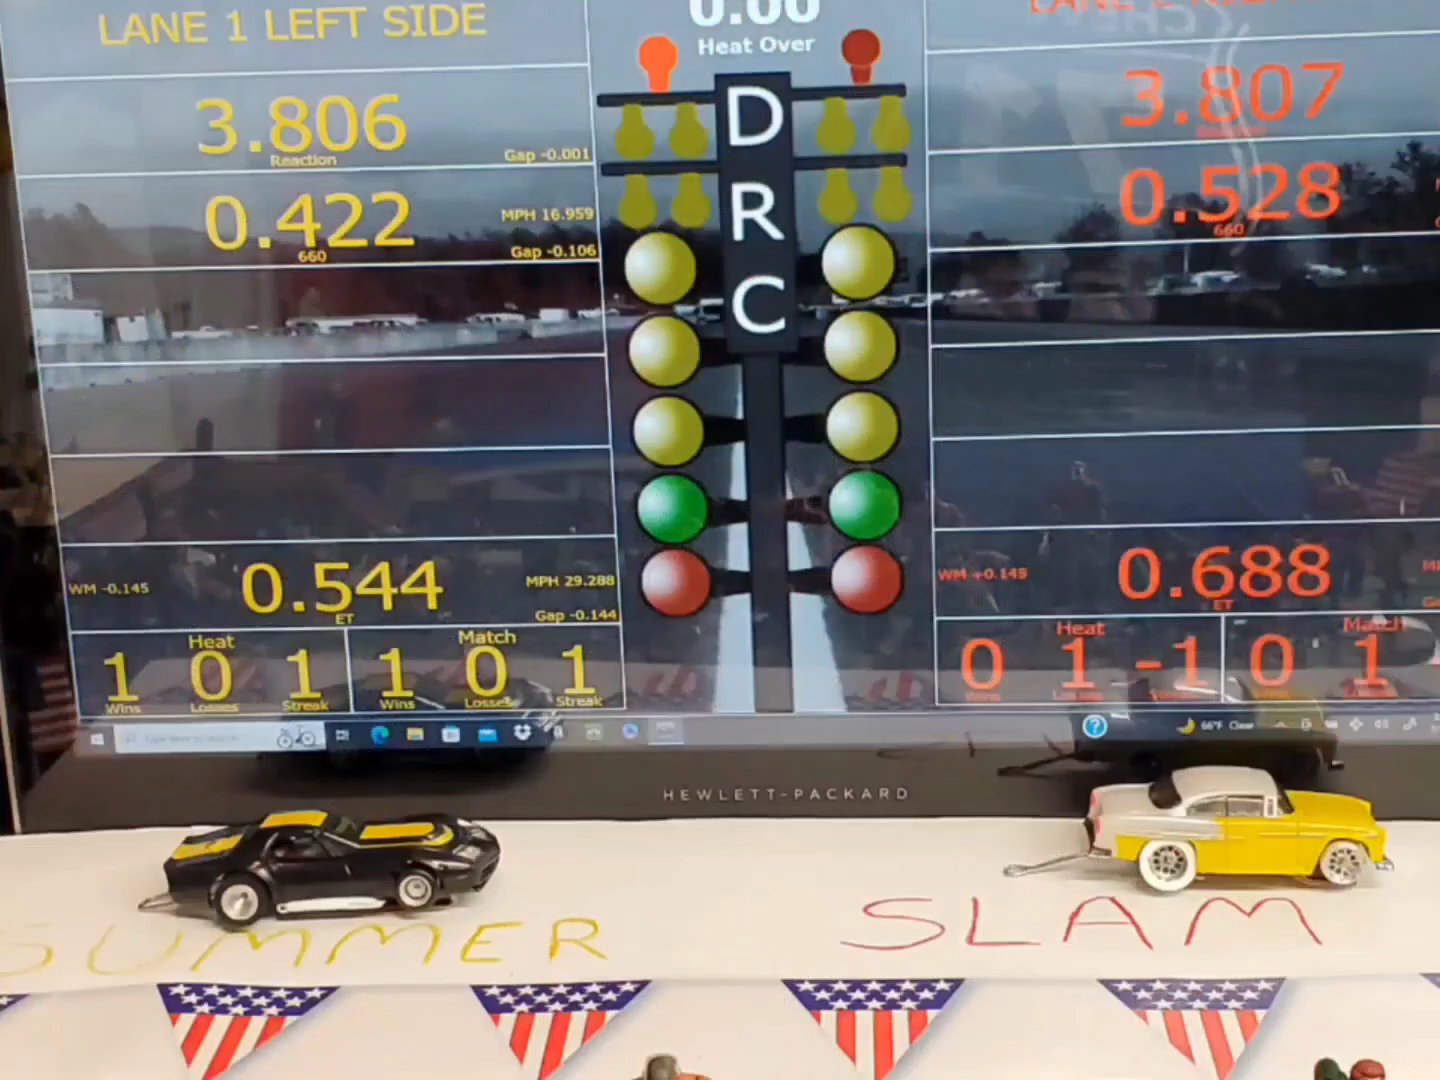 LANE 1 LEFT SIDE
3.806
Reaction
Gap -0.001
0.422
660
MPH 16.959
Gap -0.106
WM -0.145
0.544
ET
MPH 29.288
Gap -0.144
Heat
1 0 1
Wins Losses Streak
Match
1 0 1
Wins Losses Streak
0.00
Heat Over
D
R
C
3.807
0.528
660
WM +0.145
0.688
ET
Heat
0 1 -1
Match
0 1
66°F Clear
HEWLETT-PACKARD
SUMMER SLAM